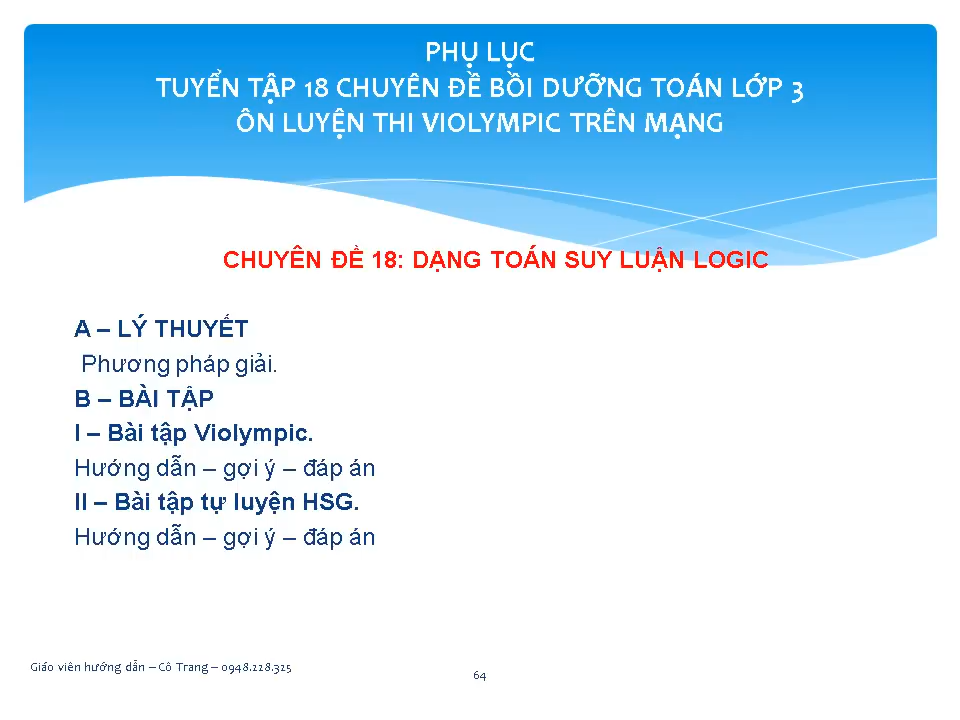 PHỤ LỤC
TUYỂN TẬP 18 CHUYÊN ĐỀ BỒI DƯỠNG TOÁN LỚP 3
ÔN LUYỆN THI VIOLYMPIC TRÊN MẠNG
CHUYÊN ĐỀ 18: DẠNG TOÁN SUY LUẬN LOGIC
A – LÝ THUYẾT
Phương pháp giải.
B – BÀI TẬP
I – Bài tập Violympic.
Hướng dẫn – gợi ý – đáp án
II – Bài tập tự luyện HSG.
Hướng dẫn – gợi ý – đáp án
Giáo viên hướng dẫn – Cô Trang – 0948.228.325
64